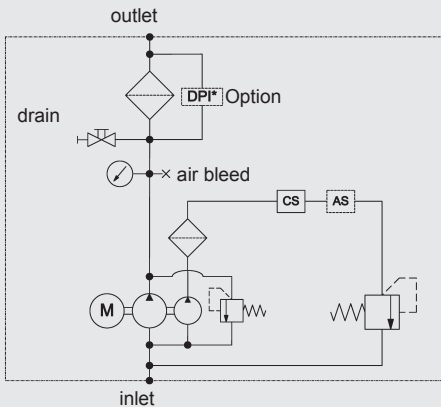 outlet
DPI* Option
drain
air bleed
CS AS
M
inlet